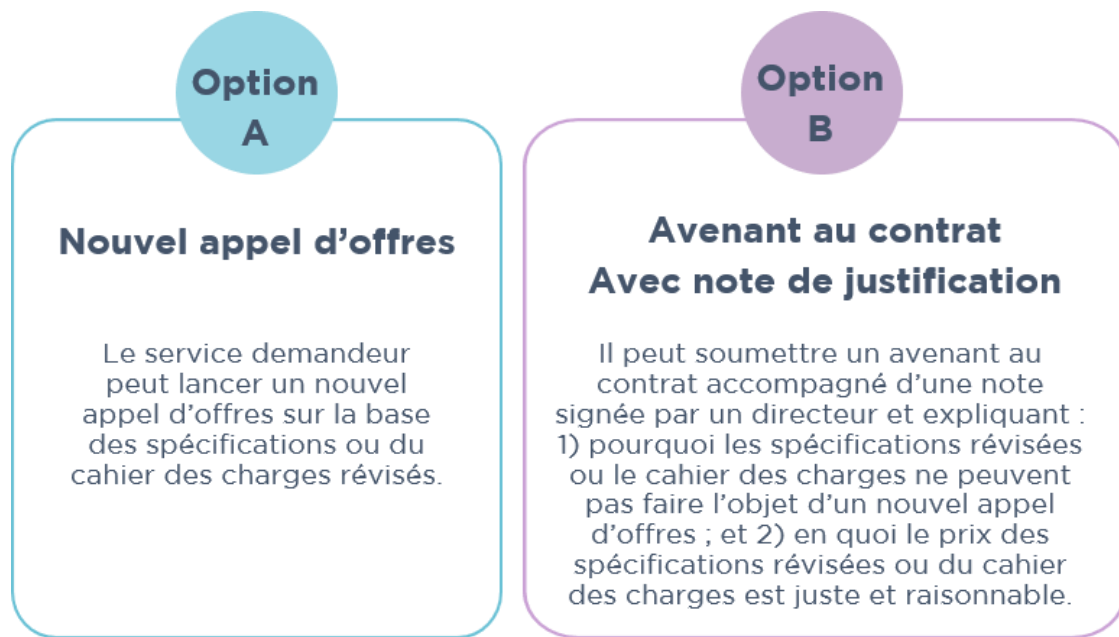 Option
A
Nouvel appel d’offres
Le service demandeur
peut lancer un nouvel
appel d’offres sur la base
des spécifications ou du
cahier des charges révisés.
Option
B
Avenant au contrat
Avec note de justification
Il peut soumettre un avenant au
contrat accompagné d’une note
signée par un directeur et expliquant :
1) pourquoi les spécifications révisées
ou le cahier des charges ne peuvent
pas faire l’objet d’un nouvel appel
d’offres ; et 2) en quoi le prix des
spécifications révisées ou du cahier
des charges est juste et raisonnable.